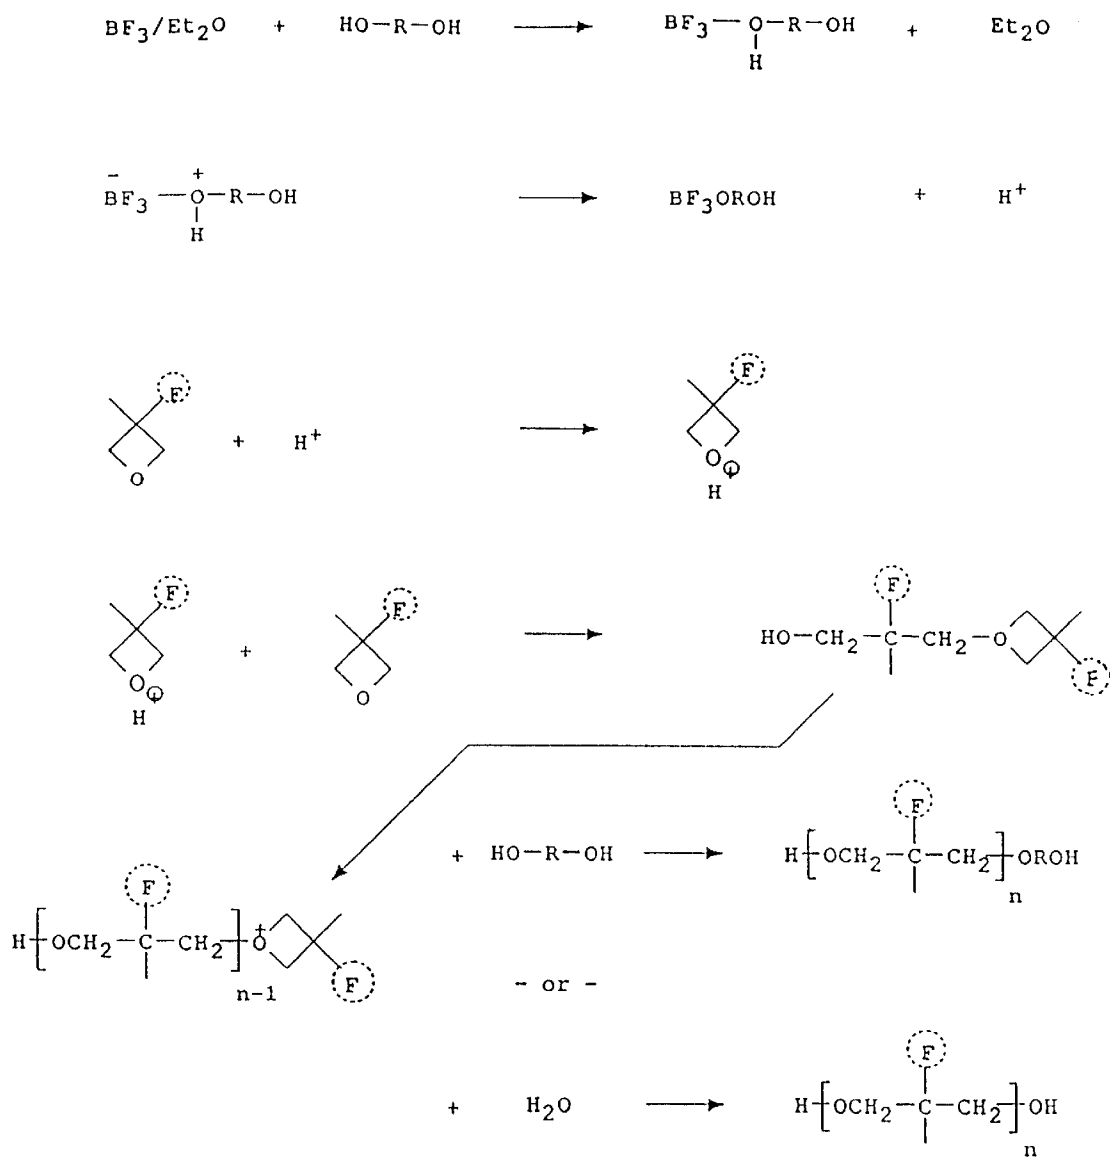 BF3/Et2O + HO-R-OH BF3-O-R-OH + Et2O
H
- +
BF3-O-R-OH BF3OROH + H+
H
F F
+ H+
O O+
H
F F F
+ HO-CH2-C-CH2-O
O+ O F
H
F
+ HO-R-OH H[OCH2-C-CH2]OROH
n
F
H[OCH2-C-CH2]O+
n-1 F
- or -
F
+ H2O H[OCH2-C-CH2]OH
n